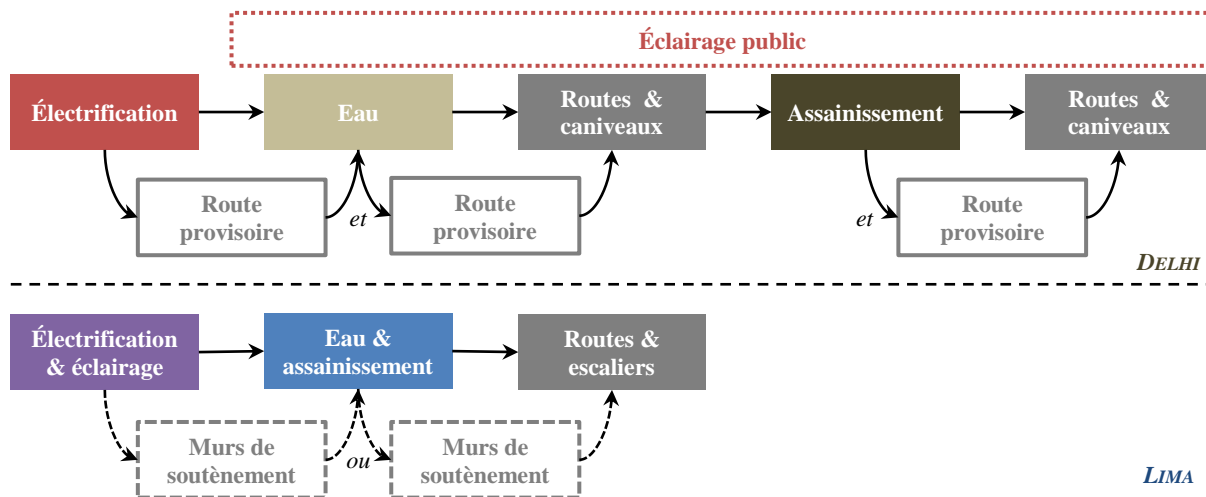 Éclairage public
Électrification
Eau
Routes &
caniveaux
Assainissement
Routes &
caniveaux
Route
provisoire
et
Route
provisoire
et
Route
provisoire
DELHI
Électrification
& éclairage
Eau &
assainissement
Routes &
escaliers
Murs de
soutènement
ou
Murs de
soutènement
LIMA